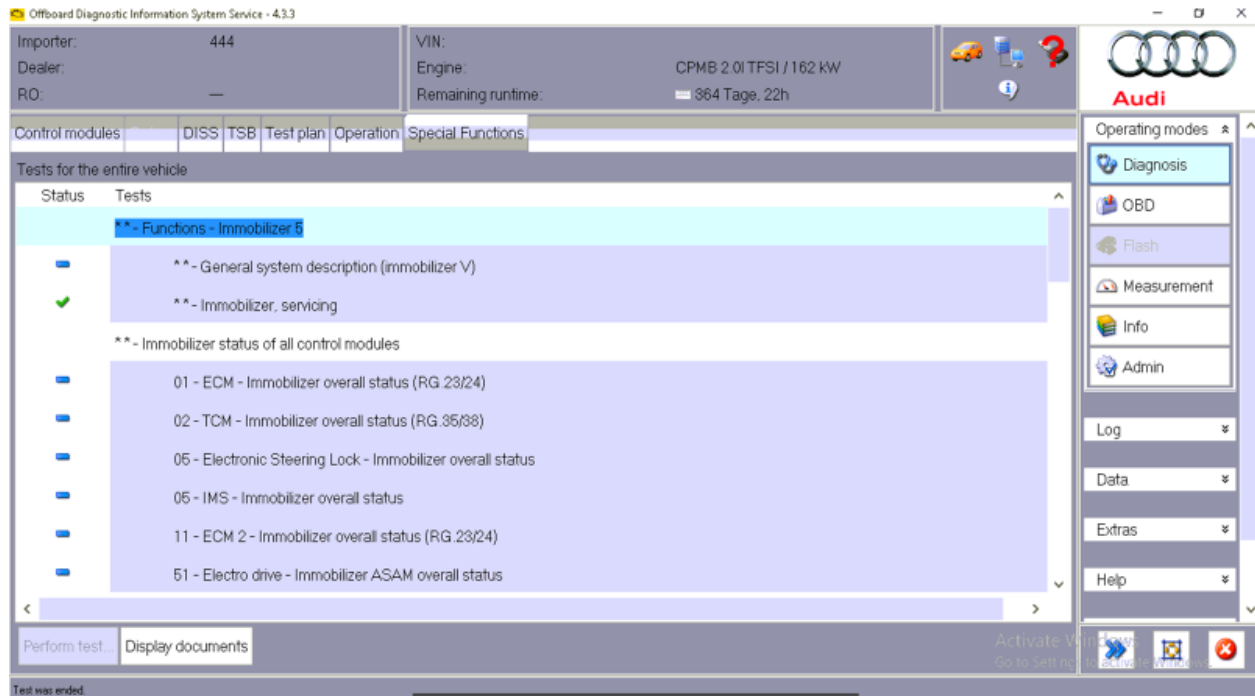 Offboard Diagnostic Information System Service - 4.3.3
Importer: 444
Dealer:
RO: —
VIN:
Engine: CPMB 2.0l TFSI / 162 kW
Remaining runtime: 364 Tage, 22h
Audi
Control modules DISS TSB Test plan Operation Special Functions
Tests for the entire vehicle
Status Tests
**- Functions - Immobilizer 5
**- General system description (immobilizer V)
**- Immobilizer, servicing
**- Immobilizer status of all control modules
01 - ECM - Immobilizer overall status (RG.23/24)
02 - TCM - Immobilizer overall status (RG.35/38)
05 - Electronic Steering Lock - Immobilizer overall status
05 - IMS - Immobilizer overall status
11 - ECM 2 - Immobilizer overall status (RG.23/24)
51 - Electro drive - Immobilizer ASAM overall status
Perform test... Display documents
Test was ended.
Operating modes
Diagnosis
OBD
Flash
Measurement
Info
Admin
Log
Data
Extras
Help
Activate Windows
Go to Settings to activate Windows.